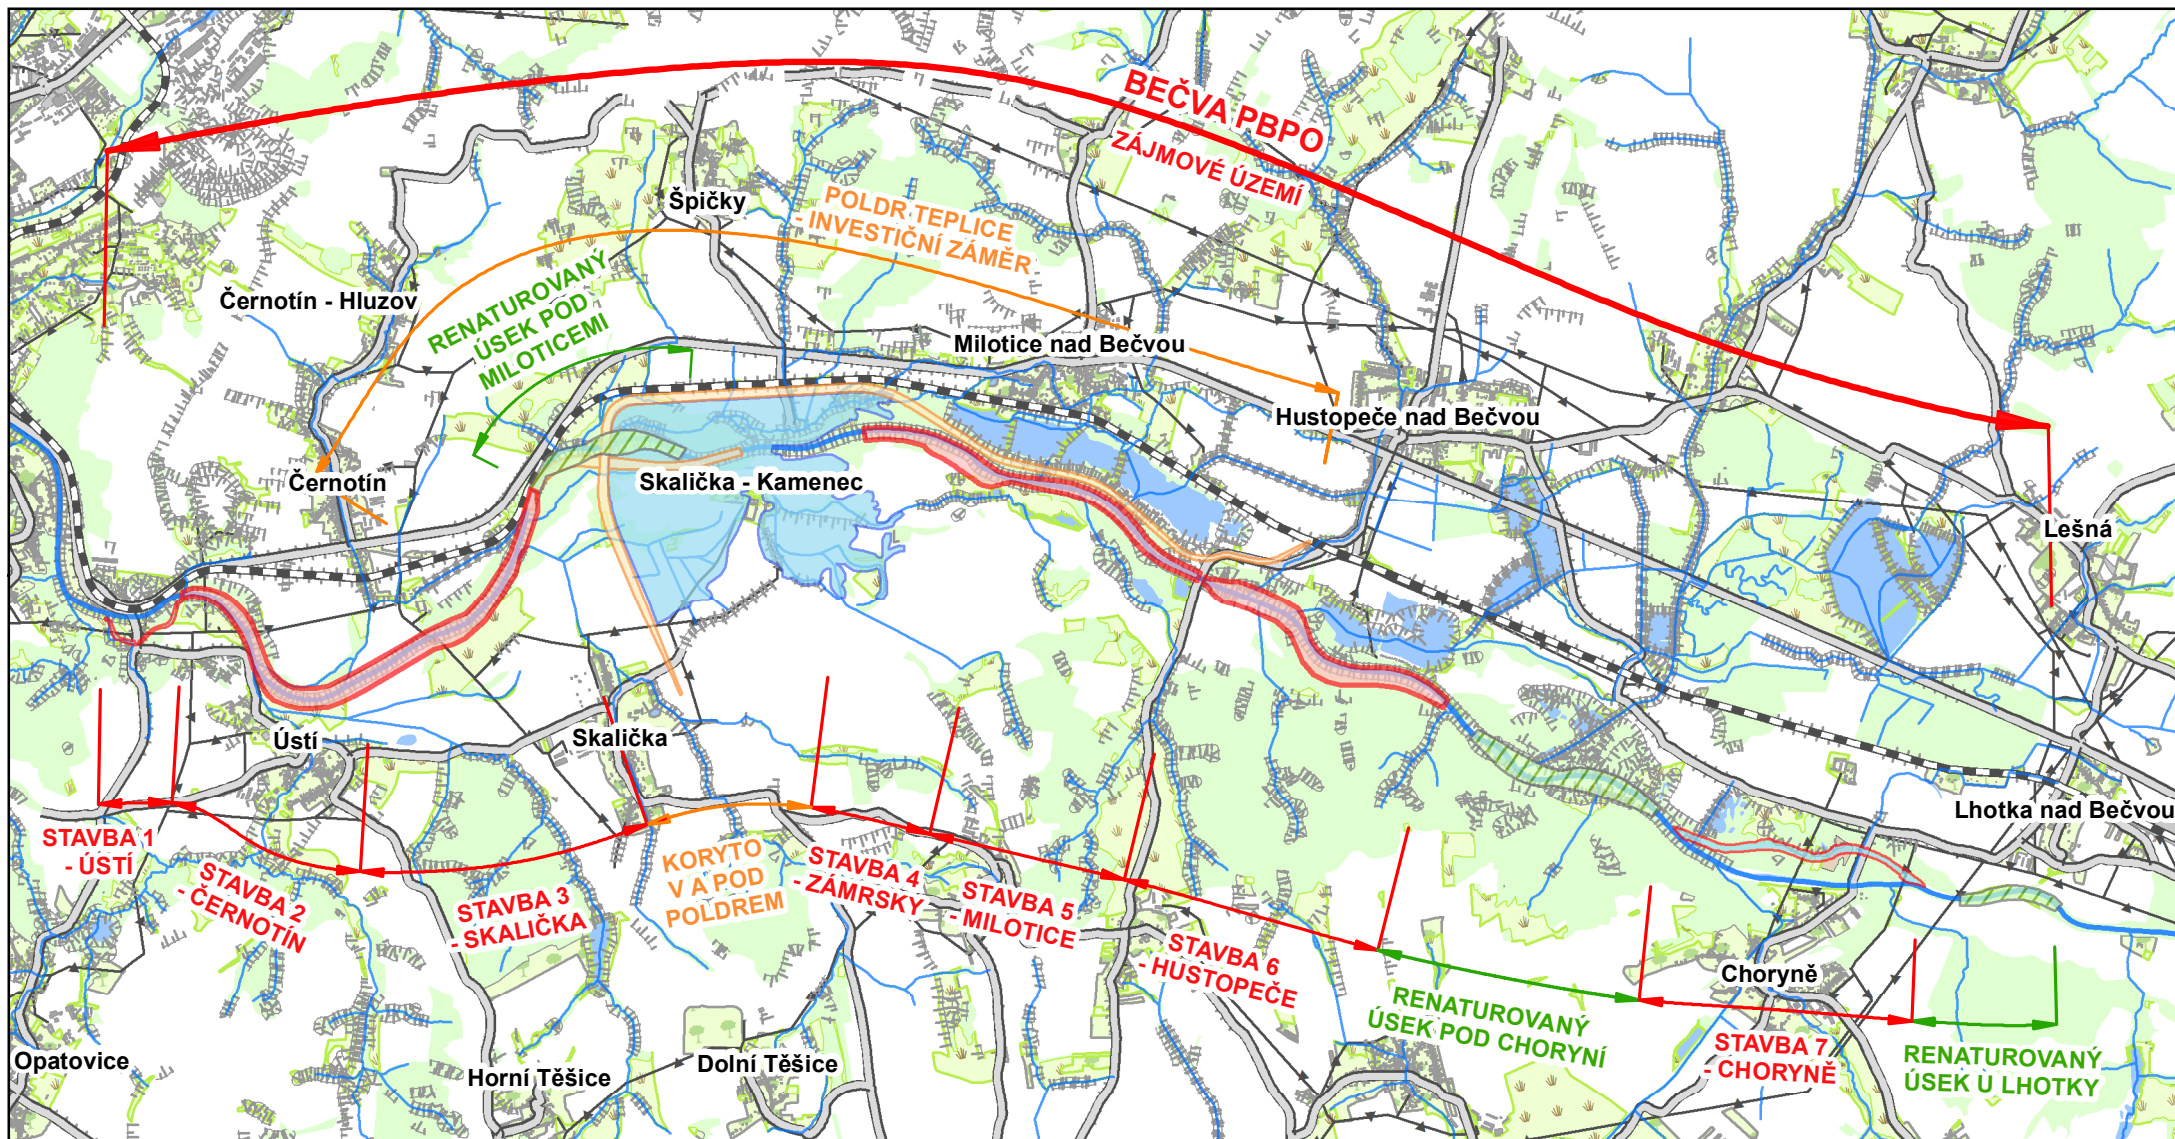 BEČVA PBPO
ZÁJMOVÉ ÚZEMÍ
Špičky
POLDR TEPLICE
- INVESTIČNÍ ZÁMĚR
Černotín - Hluzov
RENATUROVANÝ
ÚSEK POD
MILOTICEMI
Milotice nad Bečvou
Hustopeče nad Bečvou
Černotín
Skalička - Kamenec
Lešná
Ústí
Skalička
Lhotka nad Bečvou
STAVBA 1
- ÚSTÍ
STAVBA 2
- ČERNOTÍN
STAVBA 3
- SKALIČKA
KORYTO
V A POD
POLDREM
STAVBA 4
- ZÁMRSKY
STAVBA 5
- MILOTICE
STAVBA 6
- HUSTOPEČE
RENATUROVANÝ
ÚSEK POD CHORYNÍ
Choryně
STAVBA 7
- CHORYNĚ
RENATUROVANÝ
ÚSEK U LHOTKY
Opatovice
Horní Těšice
Dolní Těšice